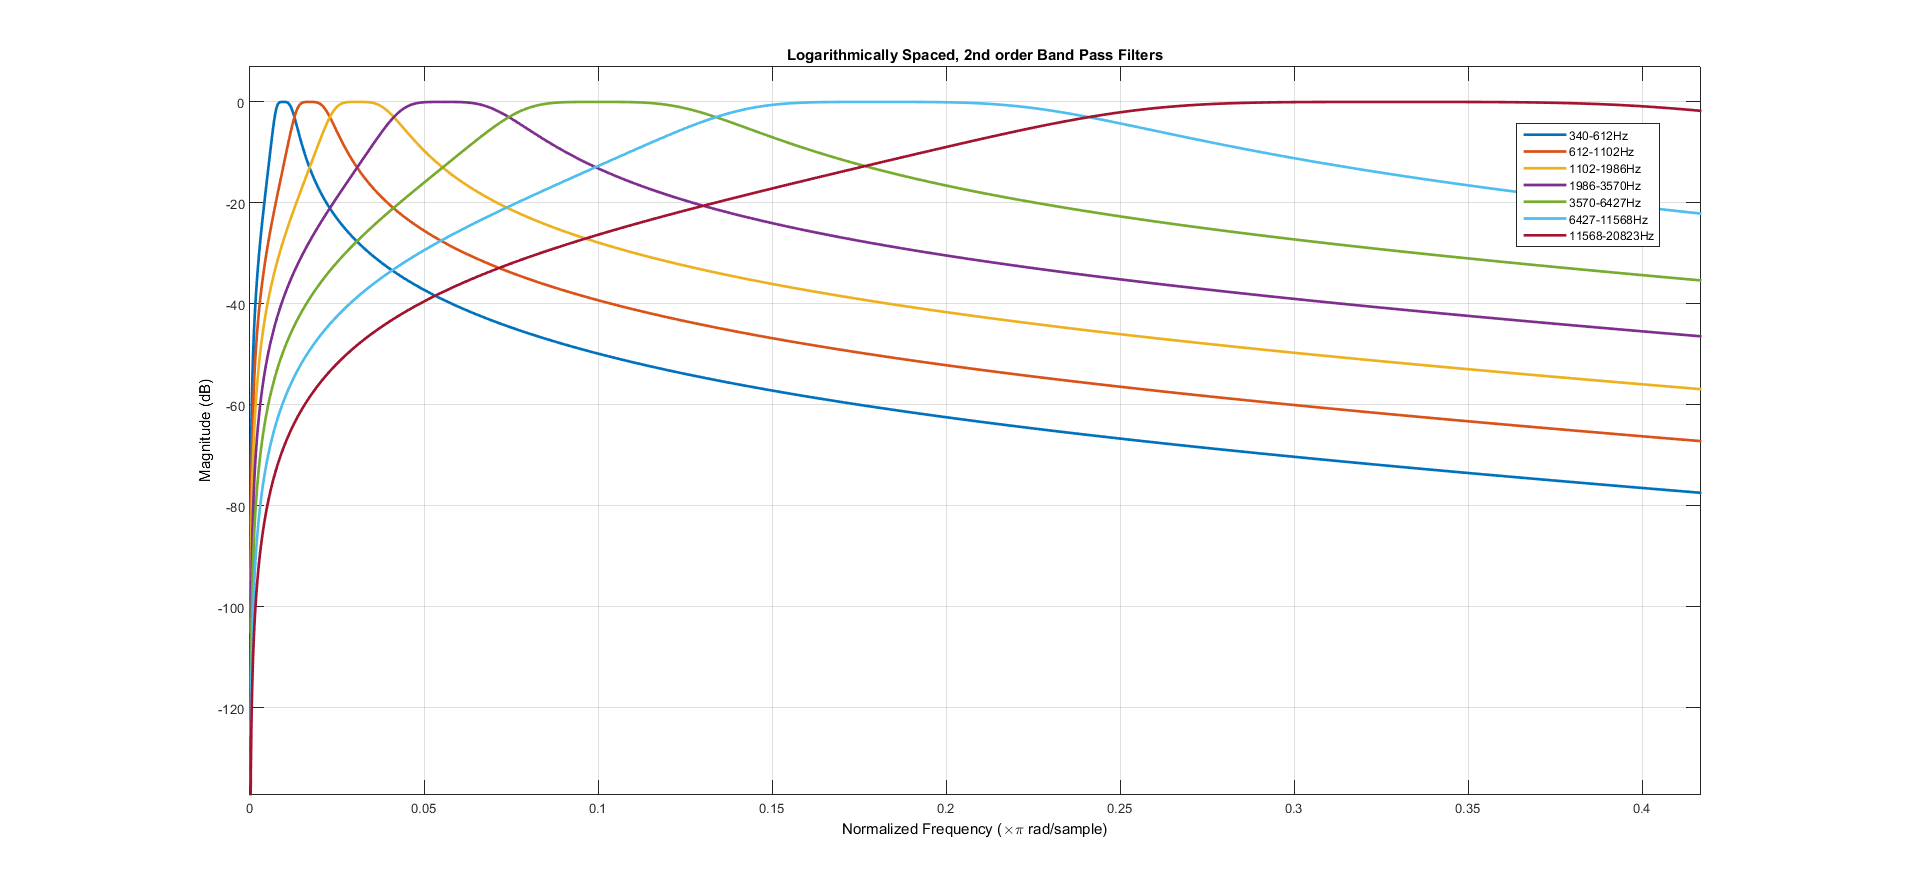 Logarithmically Spaced, 2nd order Band Pass Filters
0
-20
-40
-60
-80
-100
-120
Magnitude (dB)
340-612Hz
612-1102Hz
1102-1986Hz
1986-3570Hz
3570-6427Hz
6427-11568Hz
11568-20823Hz
0 0.05 0.1 0.15 0.2 0.25 0.3 0.35 0.4
Normalized Frequency (×π rad/sample)